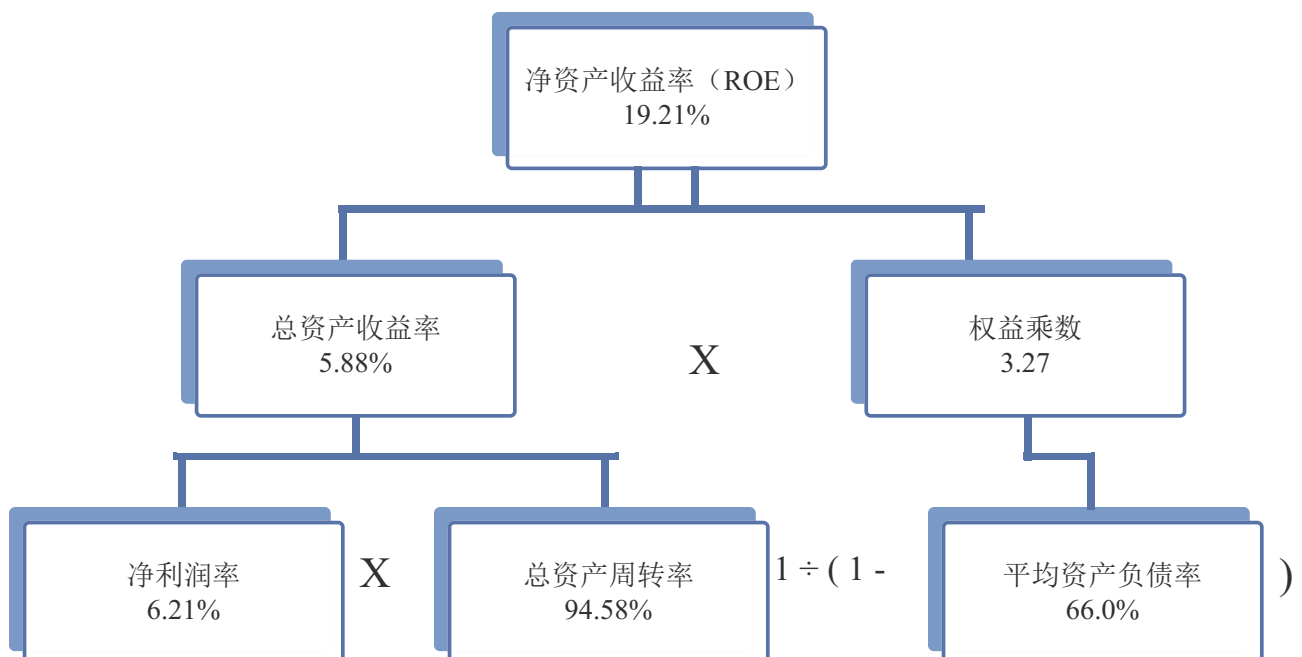 净资产收益率（ROE）
19.21%
总资产收益率
5.88%
X
权益乘数
3.27
净利润率
6.21%
X
总资产周转率
94.58%
1 ÷ ( 1 -
平均资产负债率
66.0%
)